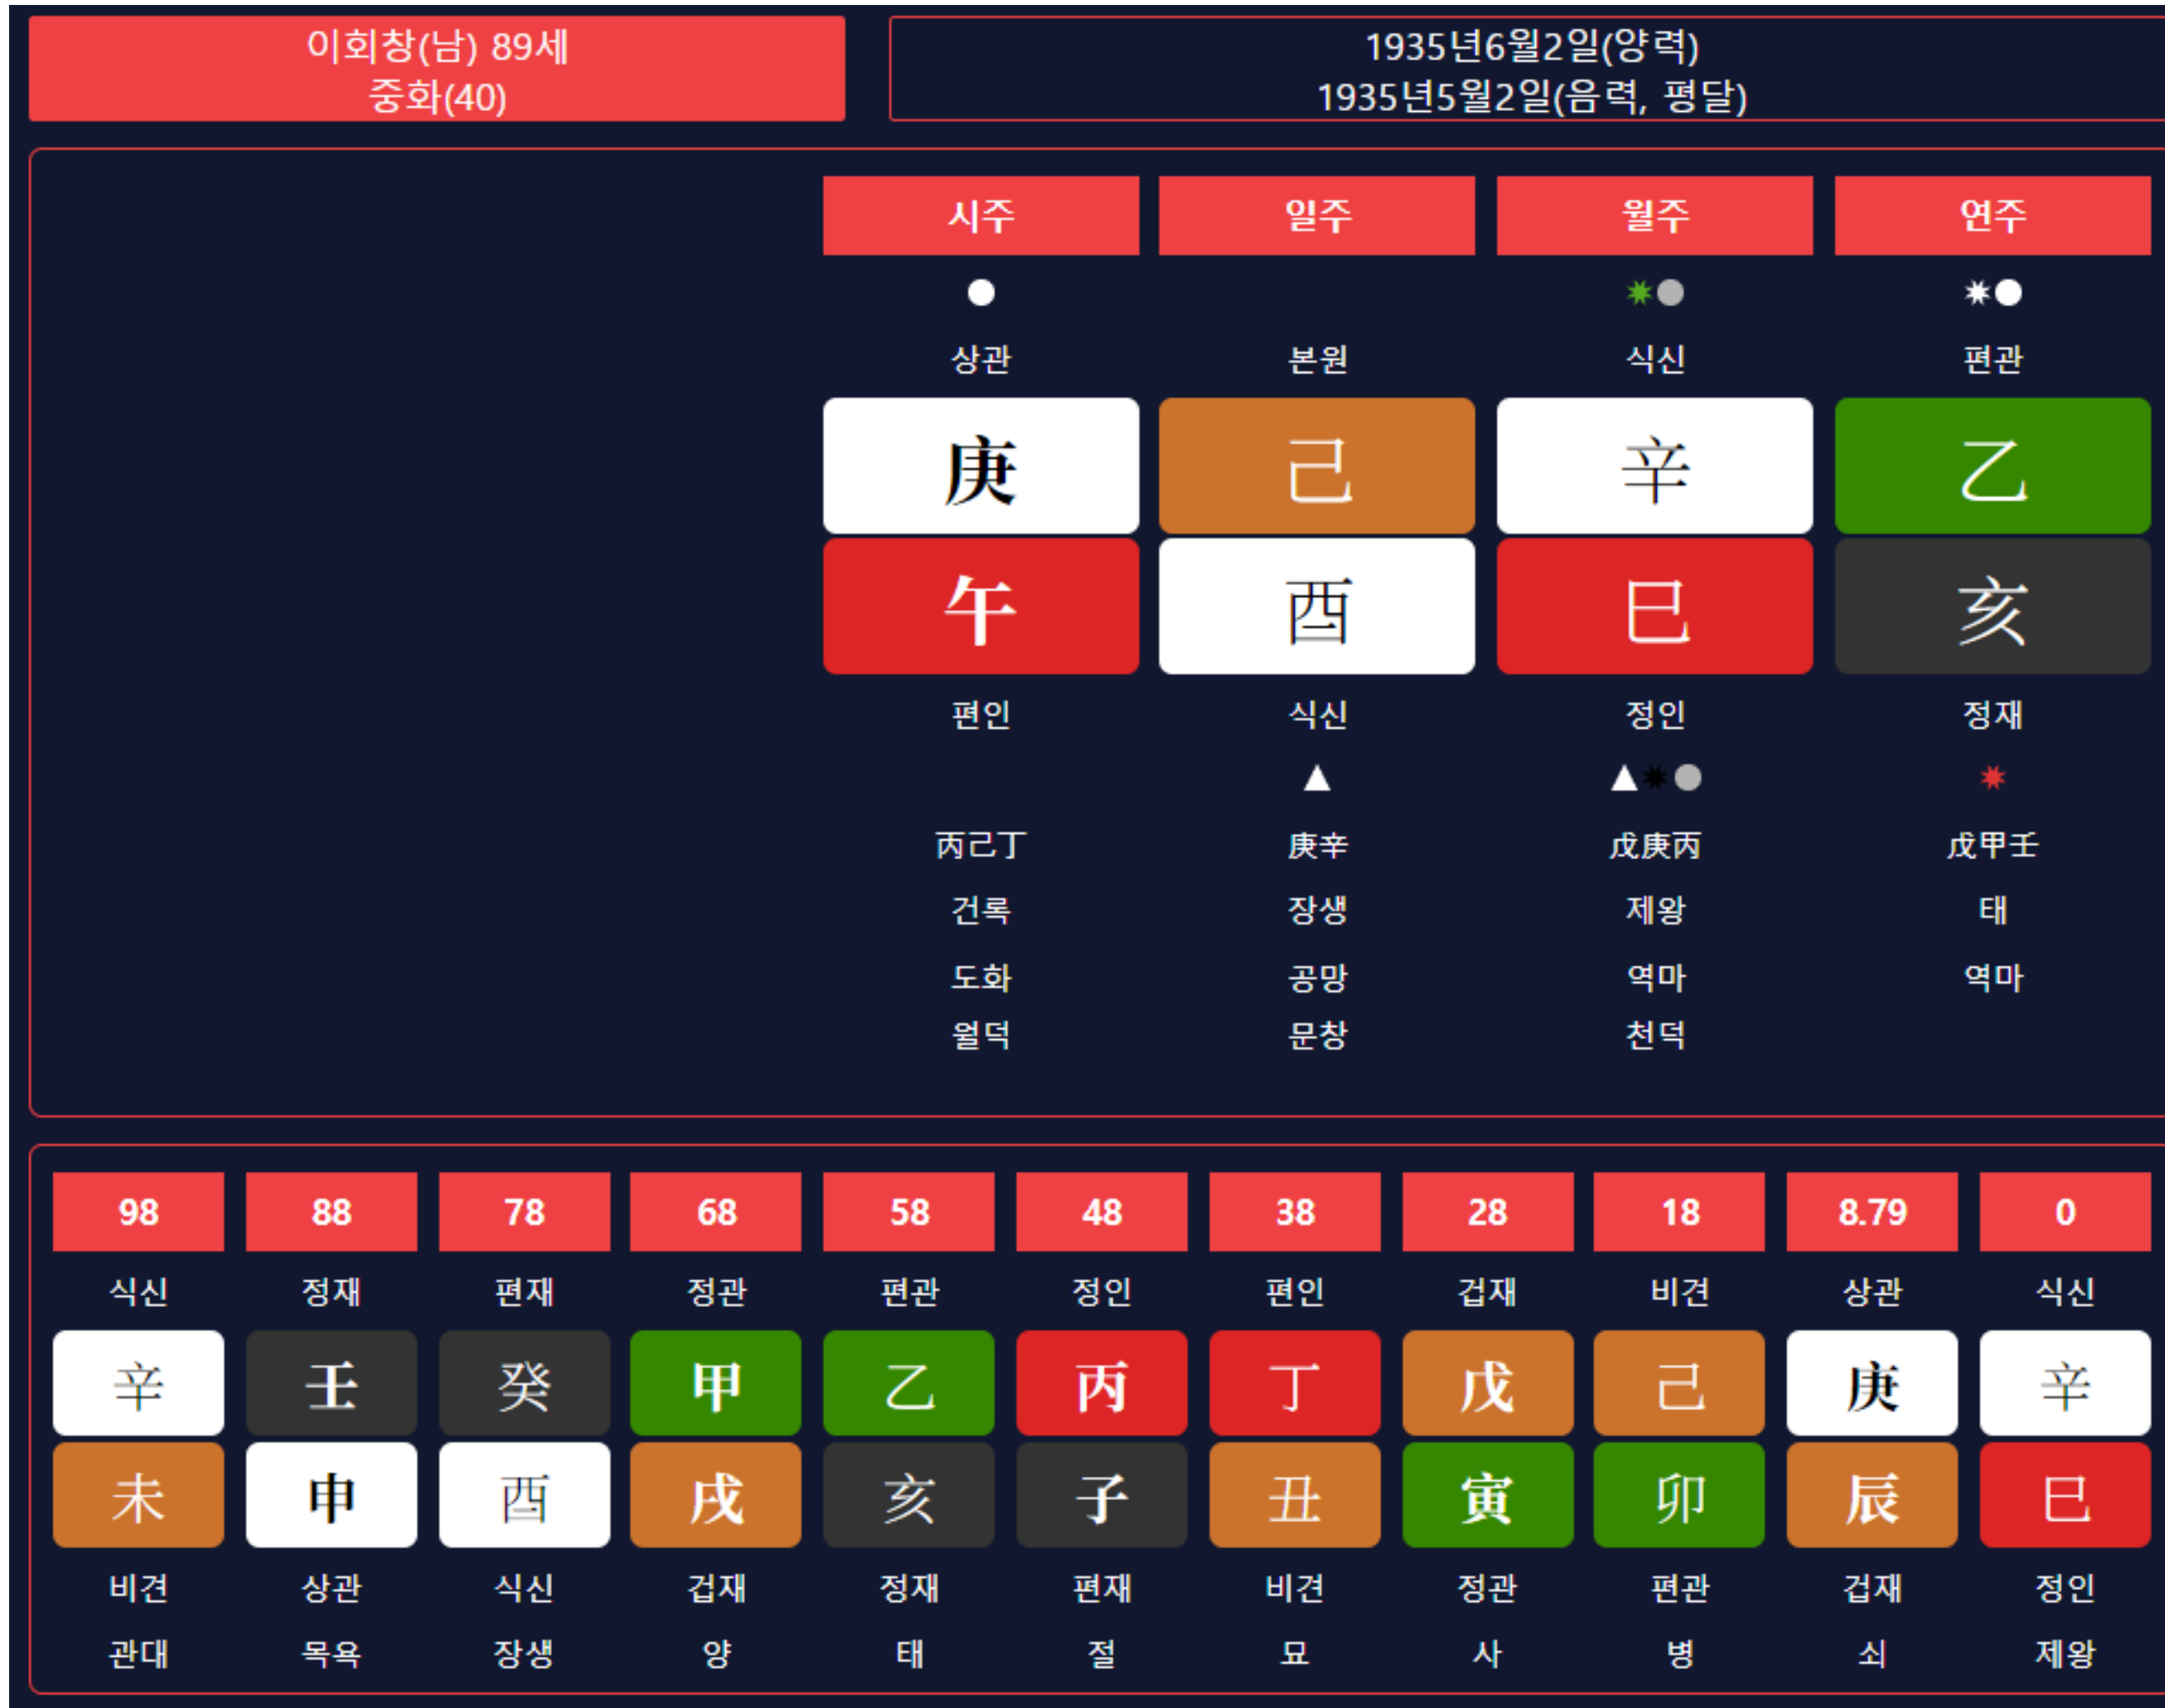 이회창(남) 89세
중화(40)
1935년6월2일(양력)
1935년5월2일(음력, 평달)
시주 일주 월주 연주
상관 본원 식신 편관
庚 己 辛 乙
午 酉 巳 亥
편인 식신 정인 정재
丙己丁 庚辛 戊庚丙 戊甲壬
건록 장생 제왕 태
도화 공망 역마 역마
월덕 문창 천덕
98 88 78 68 58 48 38 28 18 8.79 0
식신 정재 편재 정관 편관 정인 편인 겁재 비견 상관 식신
辛 壬 癸 甲 乙 丙 丁 戊 己 庚 辛
未 申 酉 戌 亥 子 丑 寅 卯 辰 巳
비견 상관 식신 겁재 정재 편재 비견 정관 편관 겁재 정인
관대 목욕 장생 양 태 절 묘 사 병 쇠 제왕